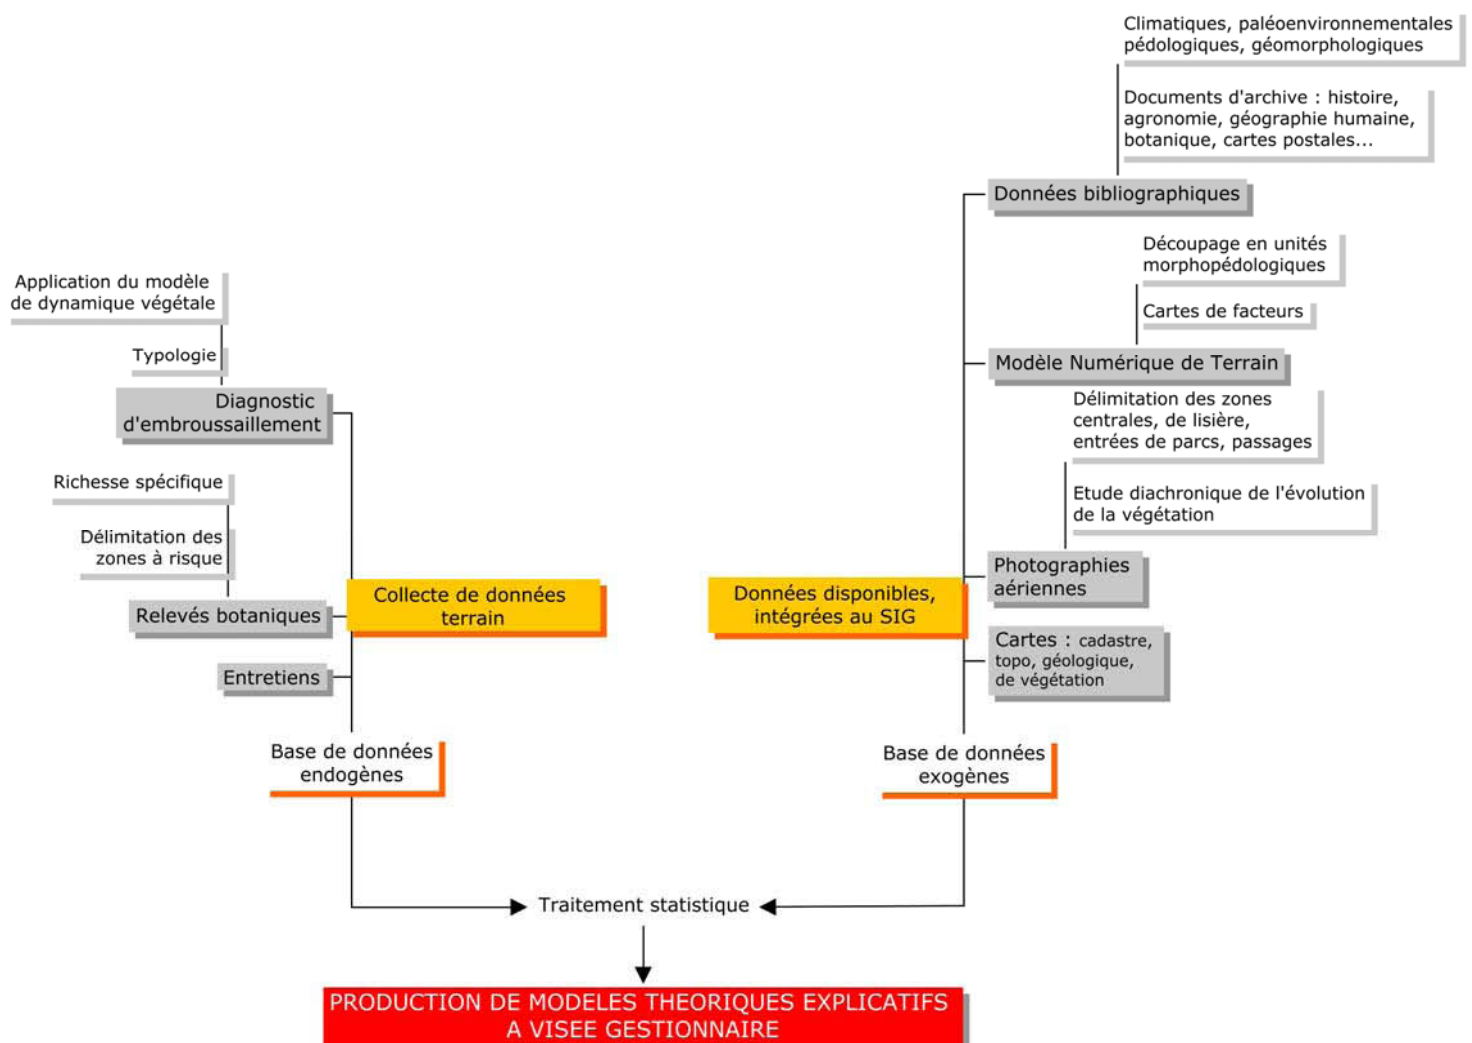 Climatiques, paléoenvironnementales
pédologiques, géomorphologiques
Documents d'archive : histoire,
agronomie, géographie humaine,
botanique, cartes postales...
Données bibliographiques
Découpage en unités
morphopédologiques
Cartes de facteurs
Modèle Numérique de Terrain
Délimitation des zones
centrales, de lisière,
entrées de parcs, passages
Etude diachronique de l'évolution
de la végétation
Photographies
aériennes
Données disponibles,
intégrées au SIG
Cartes : cadastre,
topo, géologique,
de végétation
Base de données
exogènes
Application du modèle
de dynamique végétale
Typologie
Diagnostic
d'embroussaillement
Richesse spécifique
Délimitation des
zones à risque
Relevés botaniques
Collecte de données
terrain
Entretiens
Base de données
endogènes
Traitement statistique
PRODUCTION DE MODELES THEORIQUES EXPLICATIFS
A VISEE GESTIONNAIRE